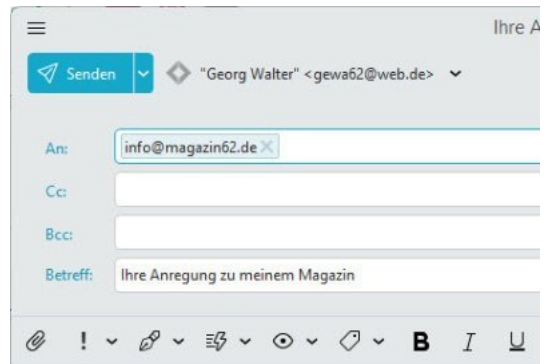 Ihre A
Senden "Georg Walter" <gewa62@web.de>
An: info@magazin62.de
Cc:
Bcc:
Betreff: Ihre Anregung zu meinem Magazin
B I U